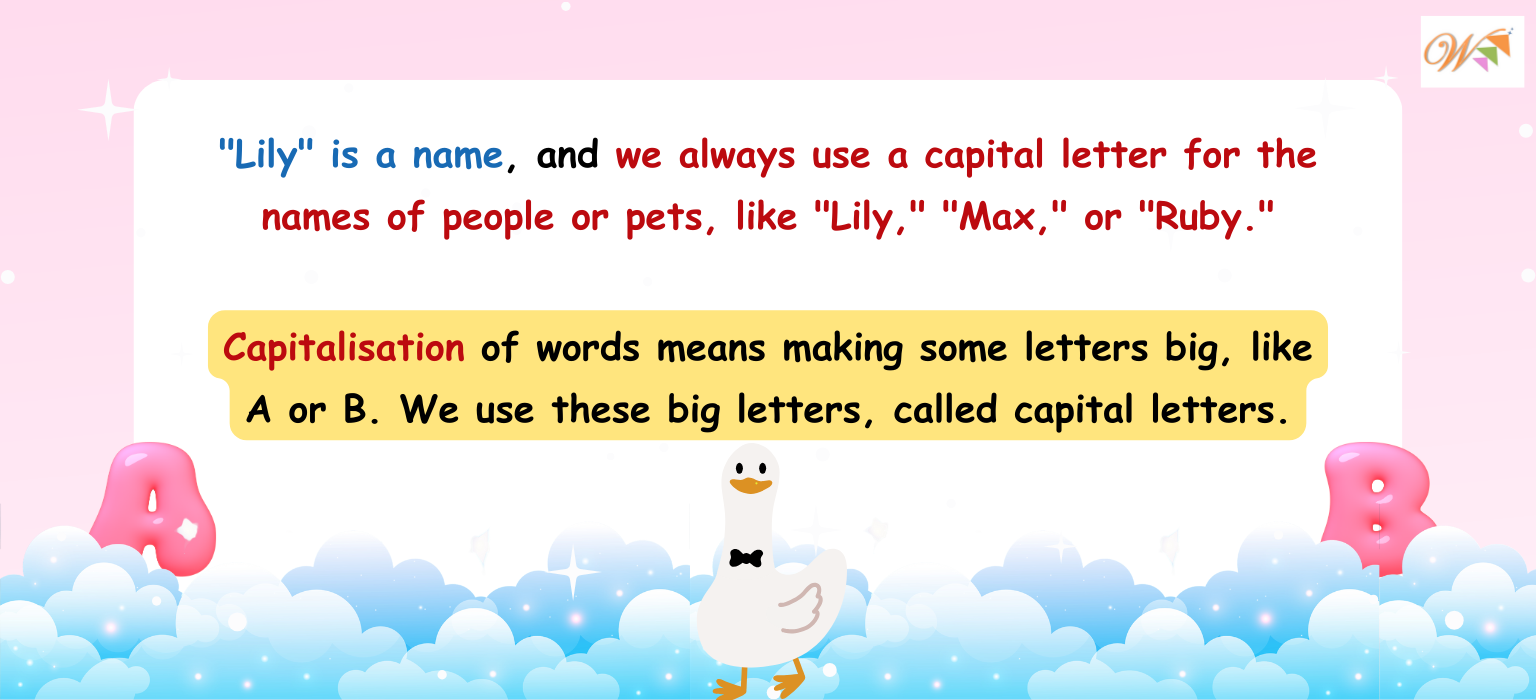 W
"Lily" is a name, and we always use a capital letter for the
names of people or pets, like "Lily," "Max," or "Ruby."
Capitalisation of words means making some letters big, like
A or B. We use these big letters, called capital letters.
A
B